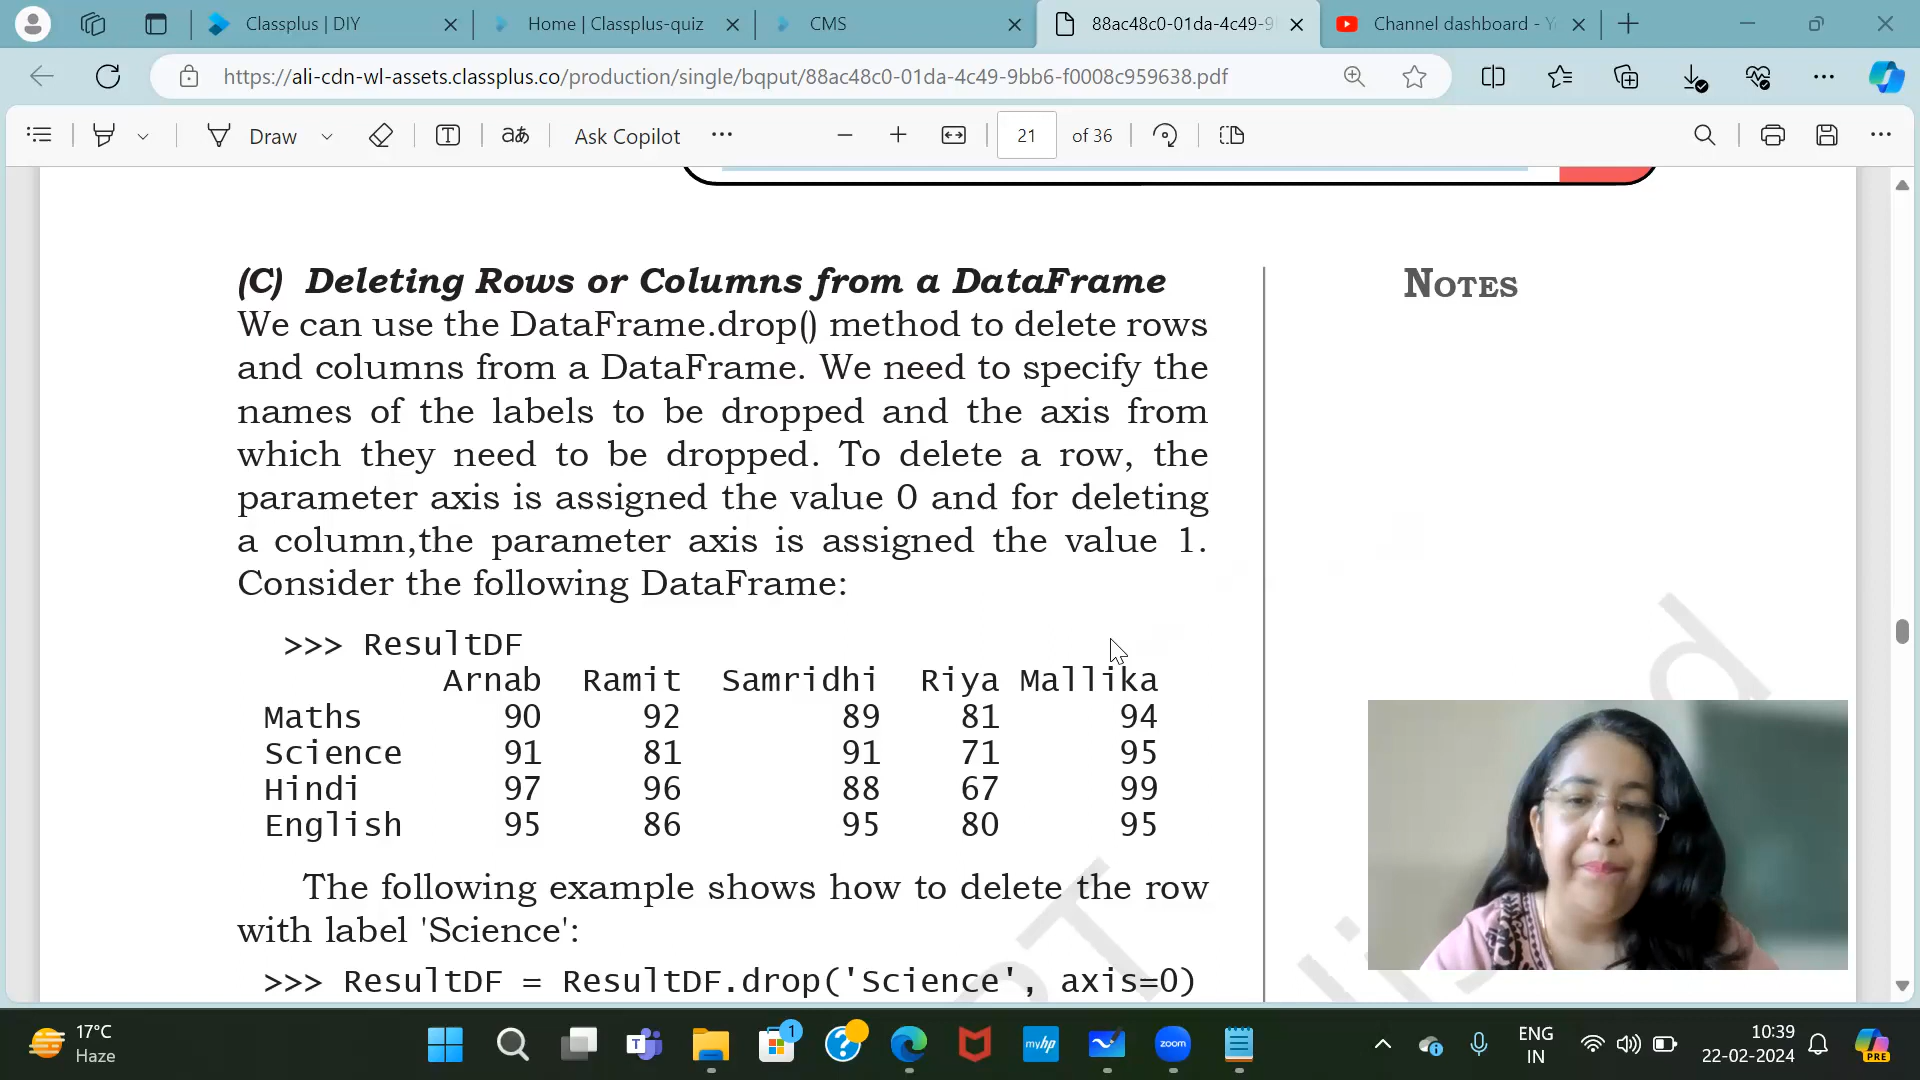 Classplus | DIY
Home | Classplus-quiz
CMS
88ac48c0-01da-4c49-9
Channel dashboard - Y
https://ali-cdn-wl-assets.classplus.co/production/single/bqput/88ac48c0-01da-4c49-9bb6-f0008c959638.pdf
Draw
aあ
Ask Copilot
21 of 36
(C) Deleting Rows or Columns from a DataFrame
NOTES
We can use the DataFrame.drop() method to delete rows
and columns from a DataFrame. We need to specify the
names of the labels to be dropped and the axis from
which they need to be dropped. To delete a row, the
parameter axis is assigned the value 0 and for deleting
a column,the parameter axis is assigned the value 1.
Consider the following DataFrame:
>>> ResultDF
Arnab Ramit Samridhi Riya Mallika
Maths 90 92 89 81 94
Science 91 81 91 71 95
Hindi 97 96 88 67 99
English 95 86 95 80 95
The following example shows how to delete the row
with label 'Science':
>>> ResultDF = ResultDF.drop('Science', axis=0)
17°C
Haze
1
myhp
zoom
ENG
IN
10:39
22-02-2024
PRE